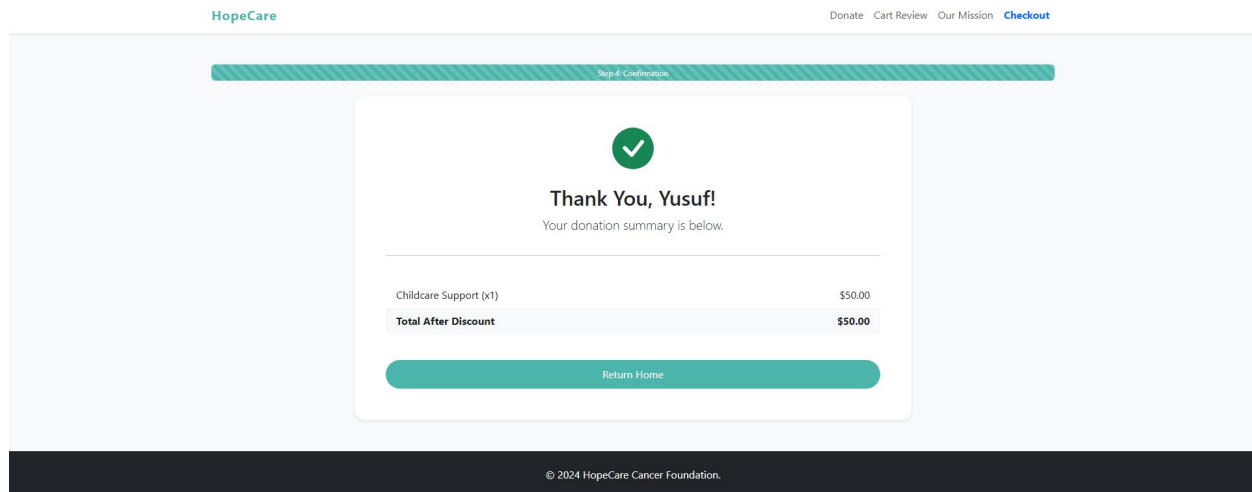 HopeCare
Donate Cart Review Our Mission Checkout
Step 4: Confirmation
Thank You, Yusuf!
Your donation summary is below.
Childcare Support (x1) $50.00
Total After Discount $50.00
Return Home
© 2024 HopeCare Cancer Foundation.